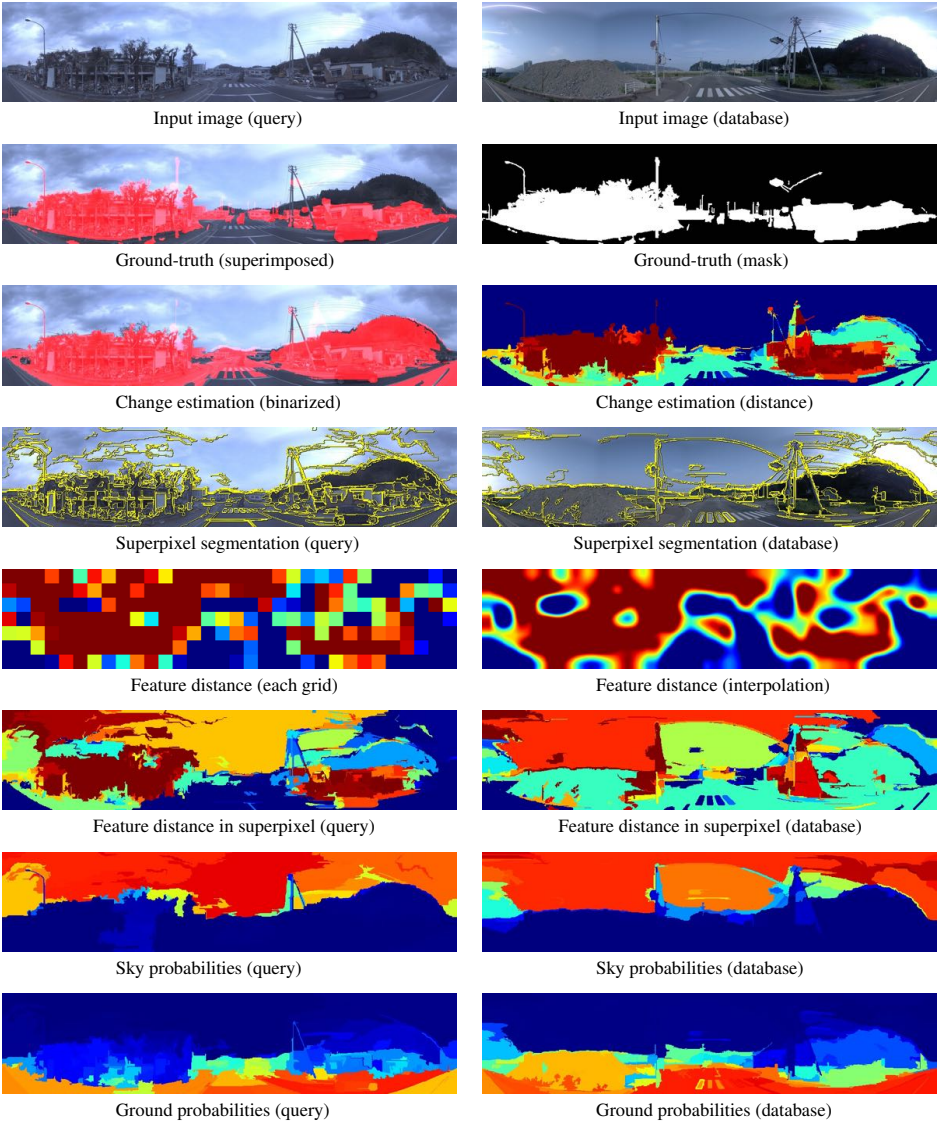 Input image (query)
Input image (database)
Ground-truth (superimposed)
Ground-truth (mask)
Change estimation (binarized)
Change estimation (distance)
Superpixel segmentation (query)
Superpixel segmentation (database)
Feature distance (each grid)
Feature distance (interpolation)
Feature distance in superpixel (query)
Feature distance in superpixel (database)
Sky probabilities (query)
Sky probabilities (database)
Ground probabilities (query)
Ground probabilities (database)